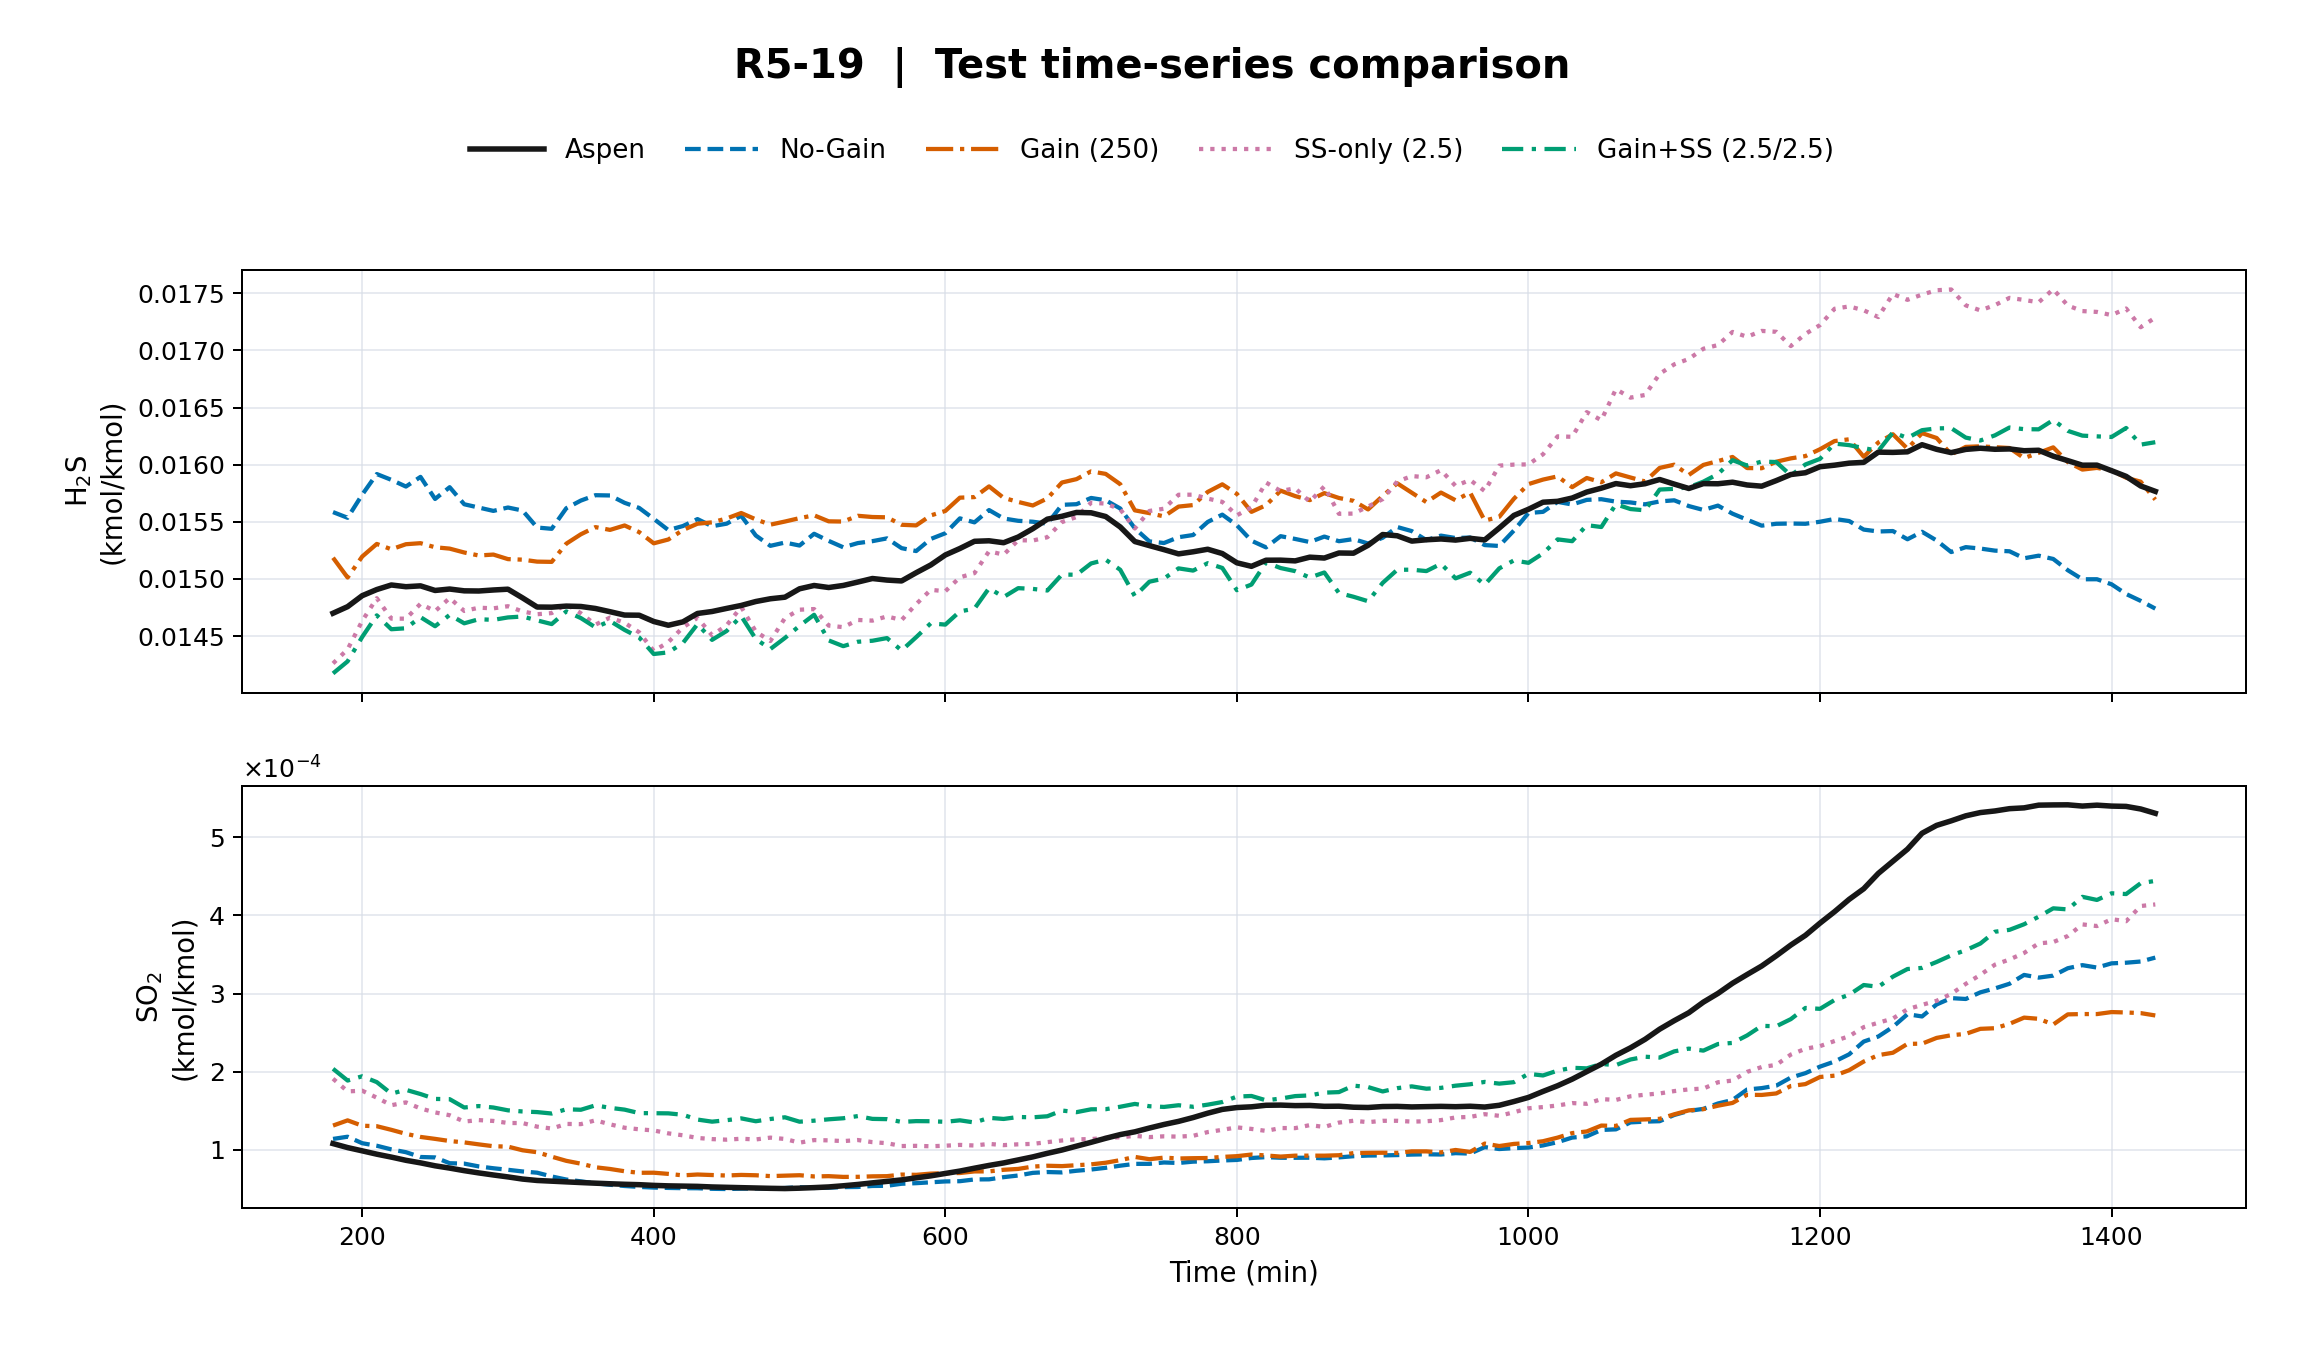 R5-19 | Test time-series comparison
Aspen No-Gain Gain (250) SS-only (2.5) Gain+SS (2.5/2.5)
H₂S
(kmol/kmol)
0.0175
0.0170
0.0165
0.0160
0.0155
0.0150
0.0145
×10⁻⁴
SO₂
(kmol/kmol)
5
4
3
2
1
200 400 600 800 1000 1200 1400
Time (min)